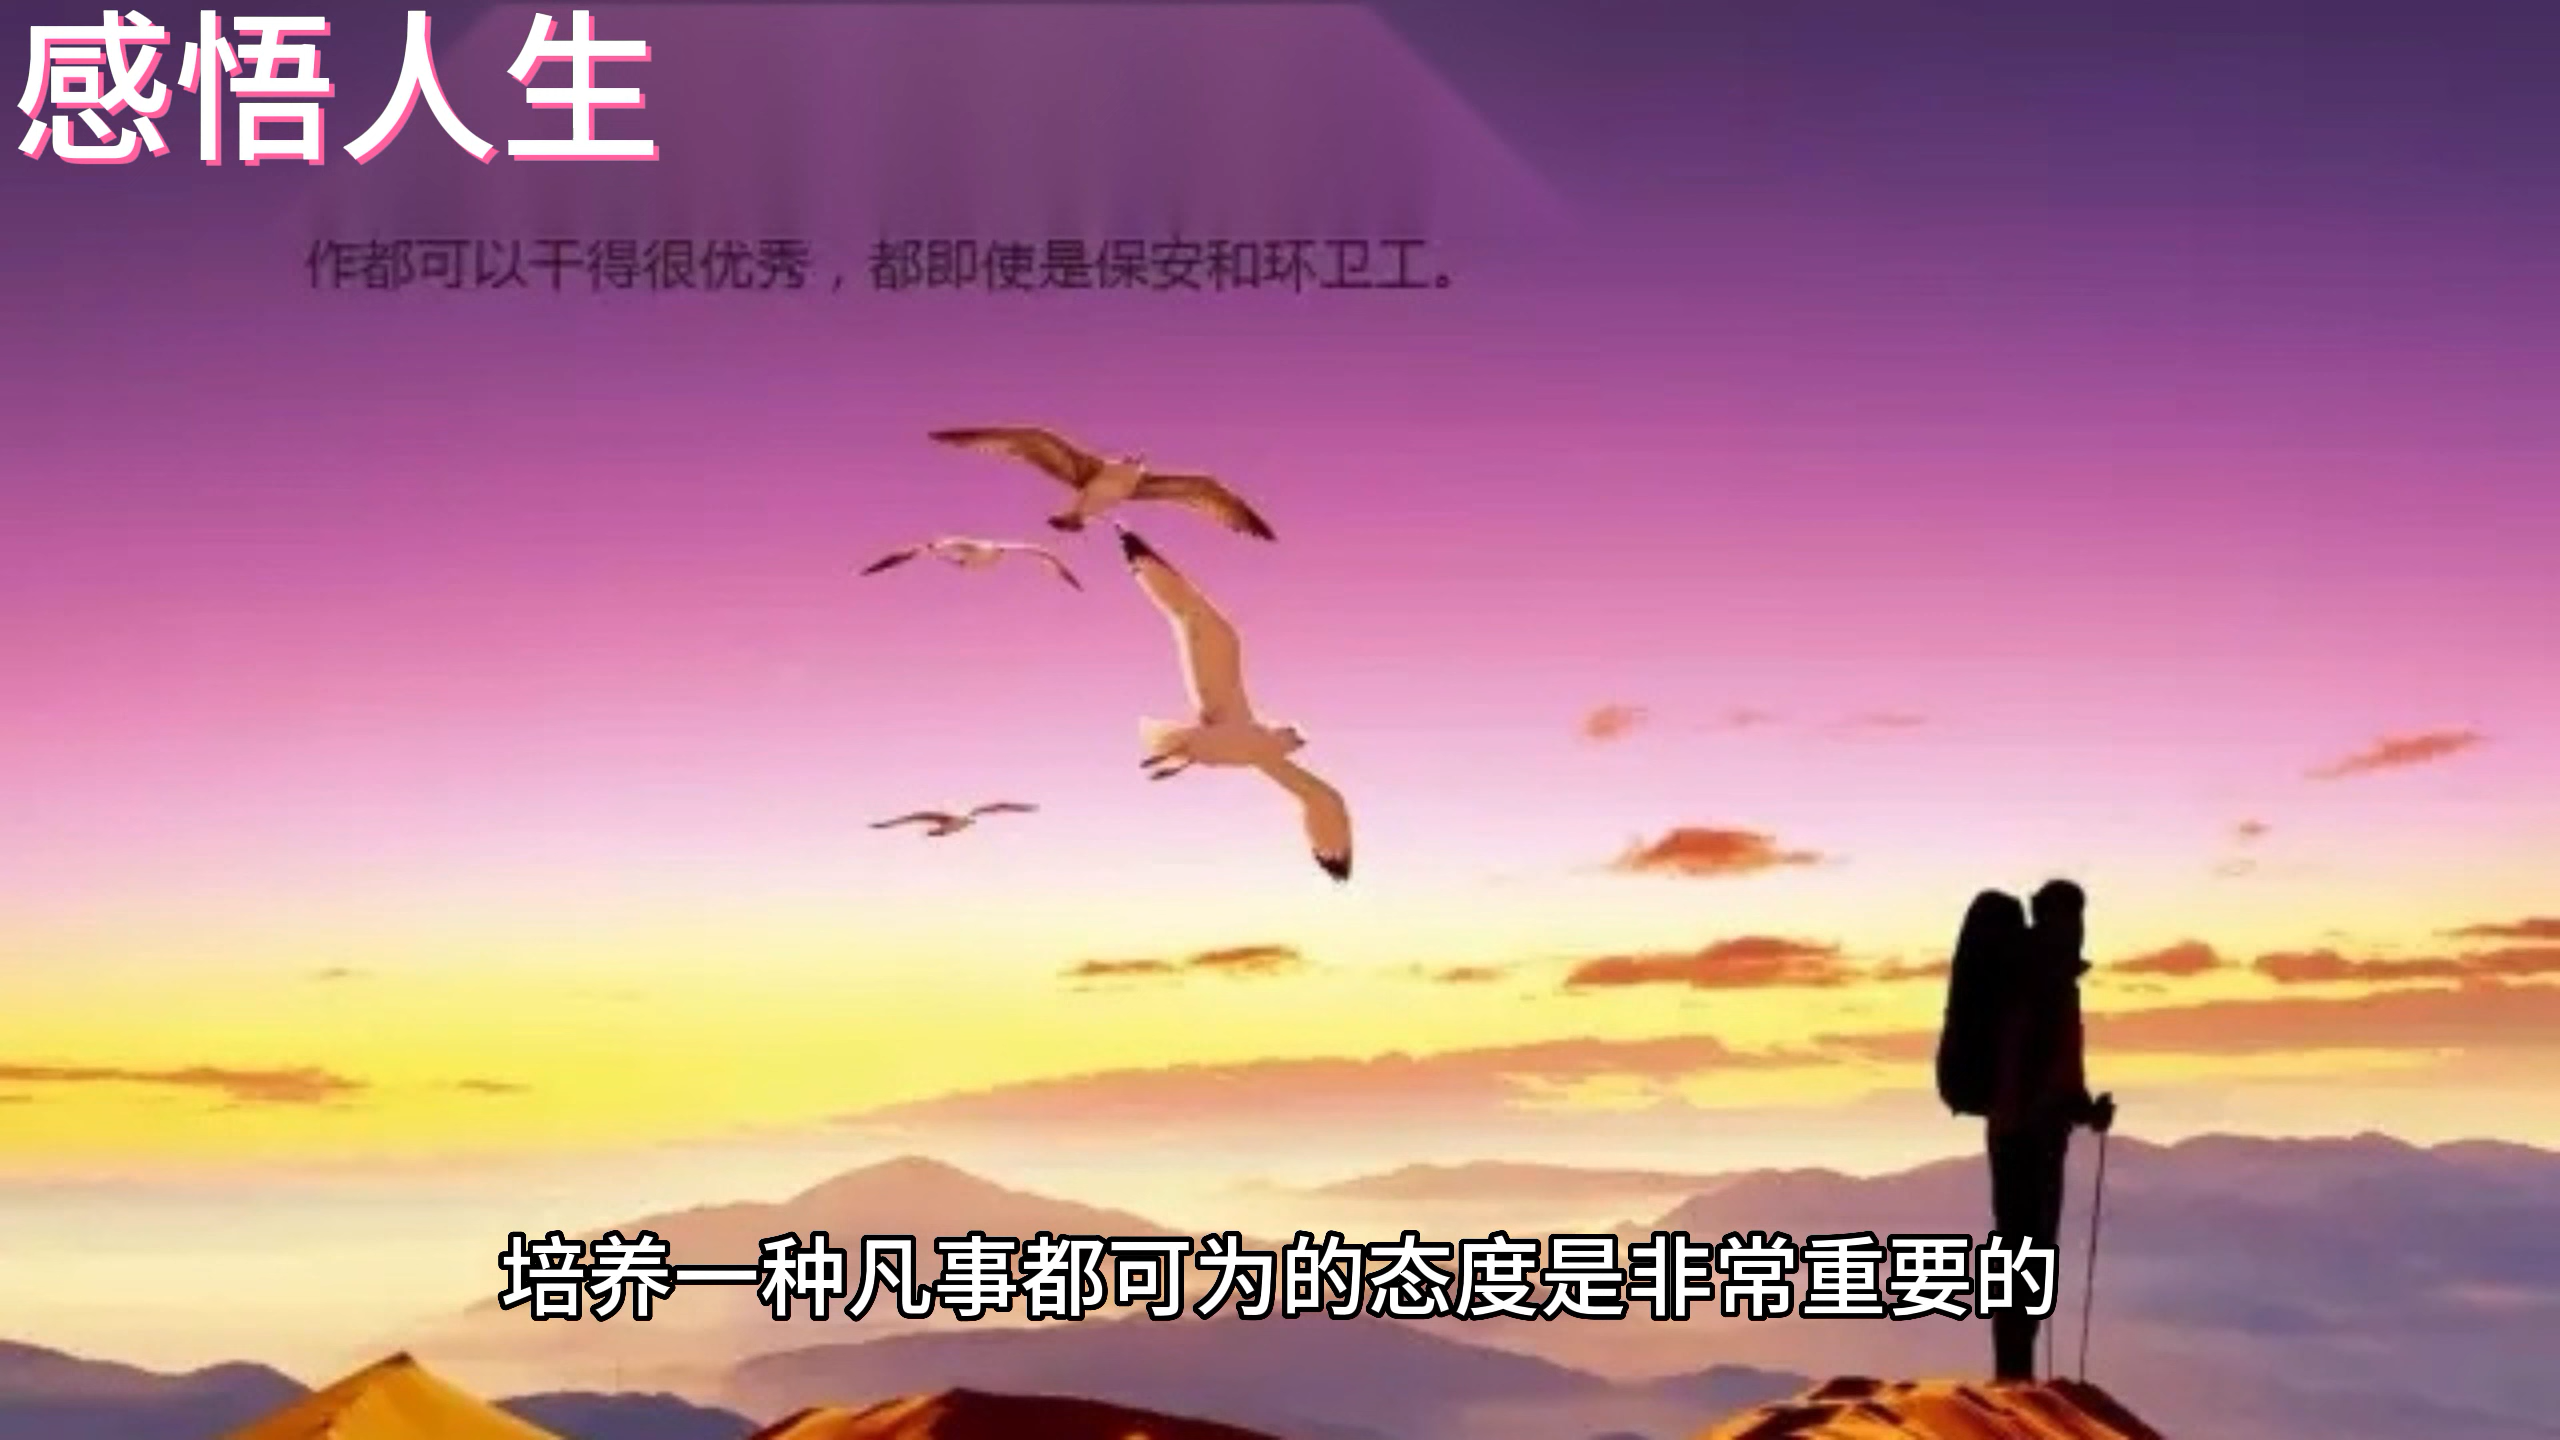 感悟人生
作都可以干得很优秀，都即使是保安和环卫工。
培养一种凡事都可为的态度是非常重要的